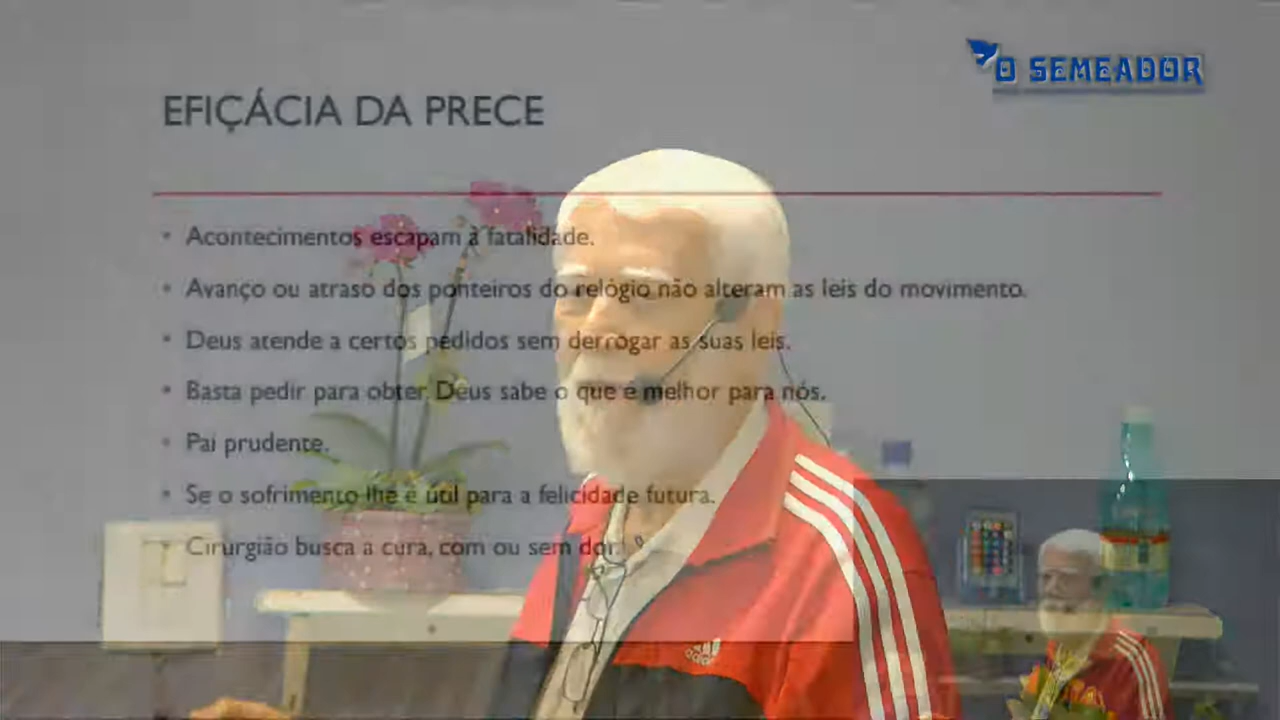 O SEMEADOR
EFIÇÁCIA DA PRECE
• Acontecimentos escapam à fatalidade.
• Avanço ou atraso dos ponteiros do relógio não alteram as leis do movimento.
• Deus atende a certos pedidos sem derrogar as suas leis.
• Basta pedir para obter. Deus sabe o que é melhor para nós.
• Pai prudente.
• Se o sofrimento lhe é útil para a felicidade futura.
• Cirurgião busca a cura, com ou sem dor.
adidas